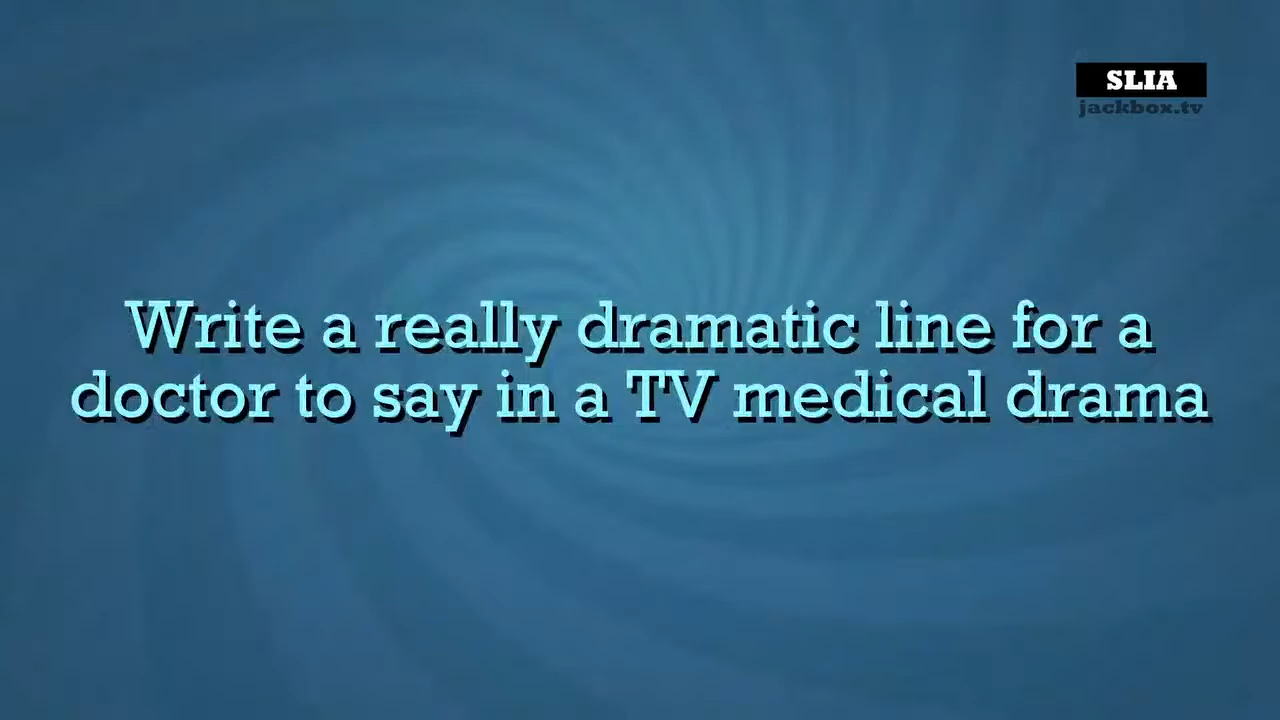 SLIA
jackbox.tv
Write a really dramatic line for a
doctor to say in a TV medical drama